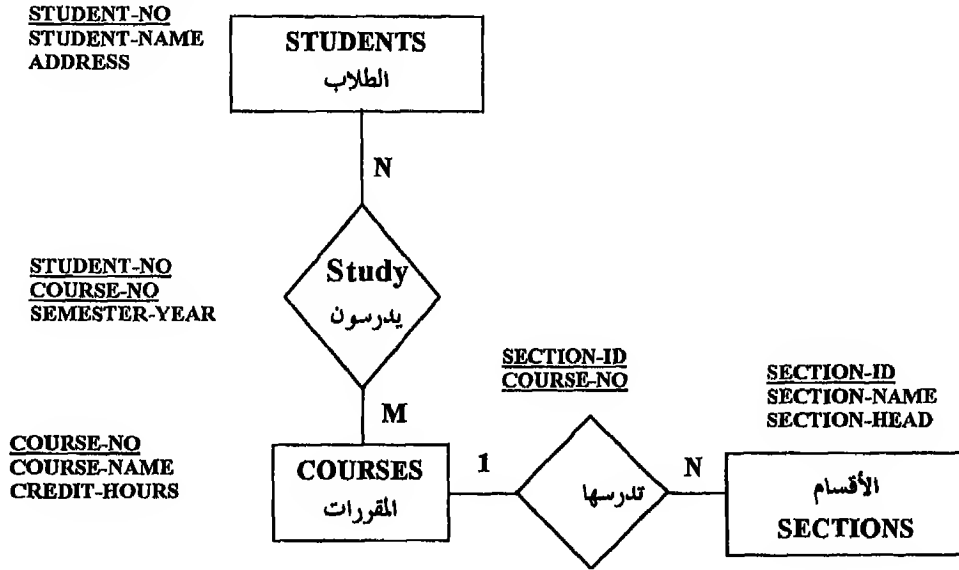 STUDENT-NO
STUDENT-NAME
ADDRESS
STUDENTS
الطلاب
N
STUDENT-NO
COURSE-NO
SEMESTER-YEAR
Study
يدرسون
M
COURSE-NO
COURSE-NAME
CREDIT-HOURS
COURSES
المقررات
1
SECTION-ID
COURSE-NO
تدرسها
N
SECTION-ID
SECTION-NAME
SECTION-HEAD
الأقسام
SECTIONS